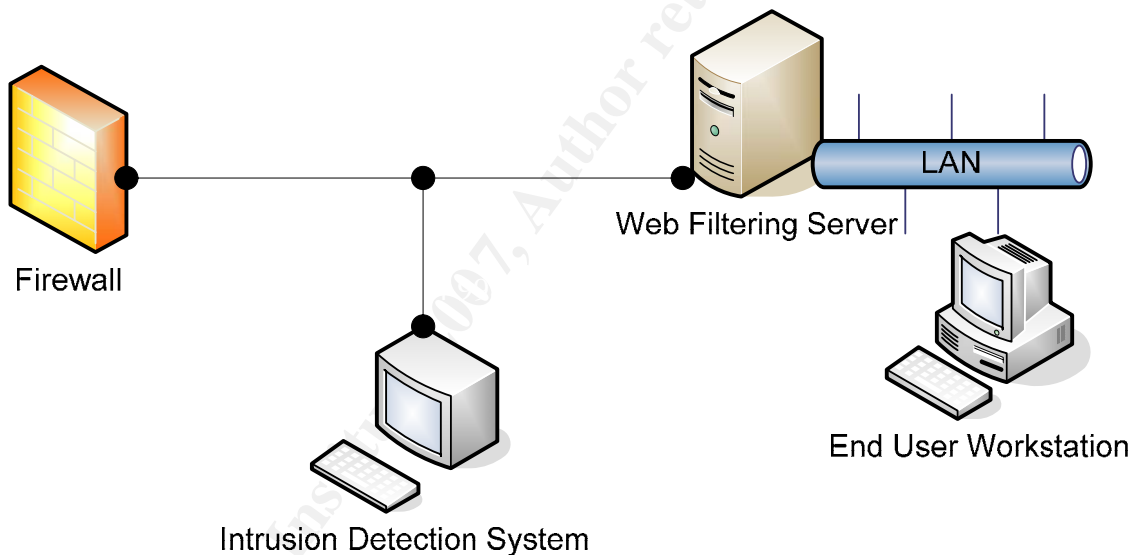 LAN
Web Filtering Server
Firewall
End User Workstation
Intrusion Detection System